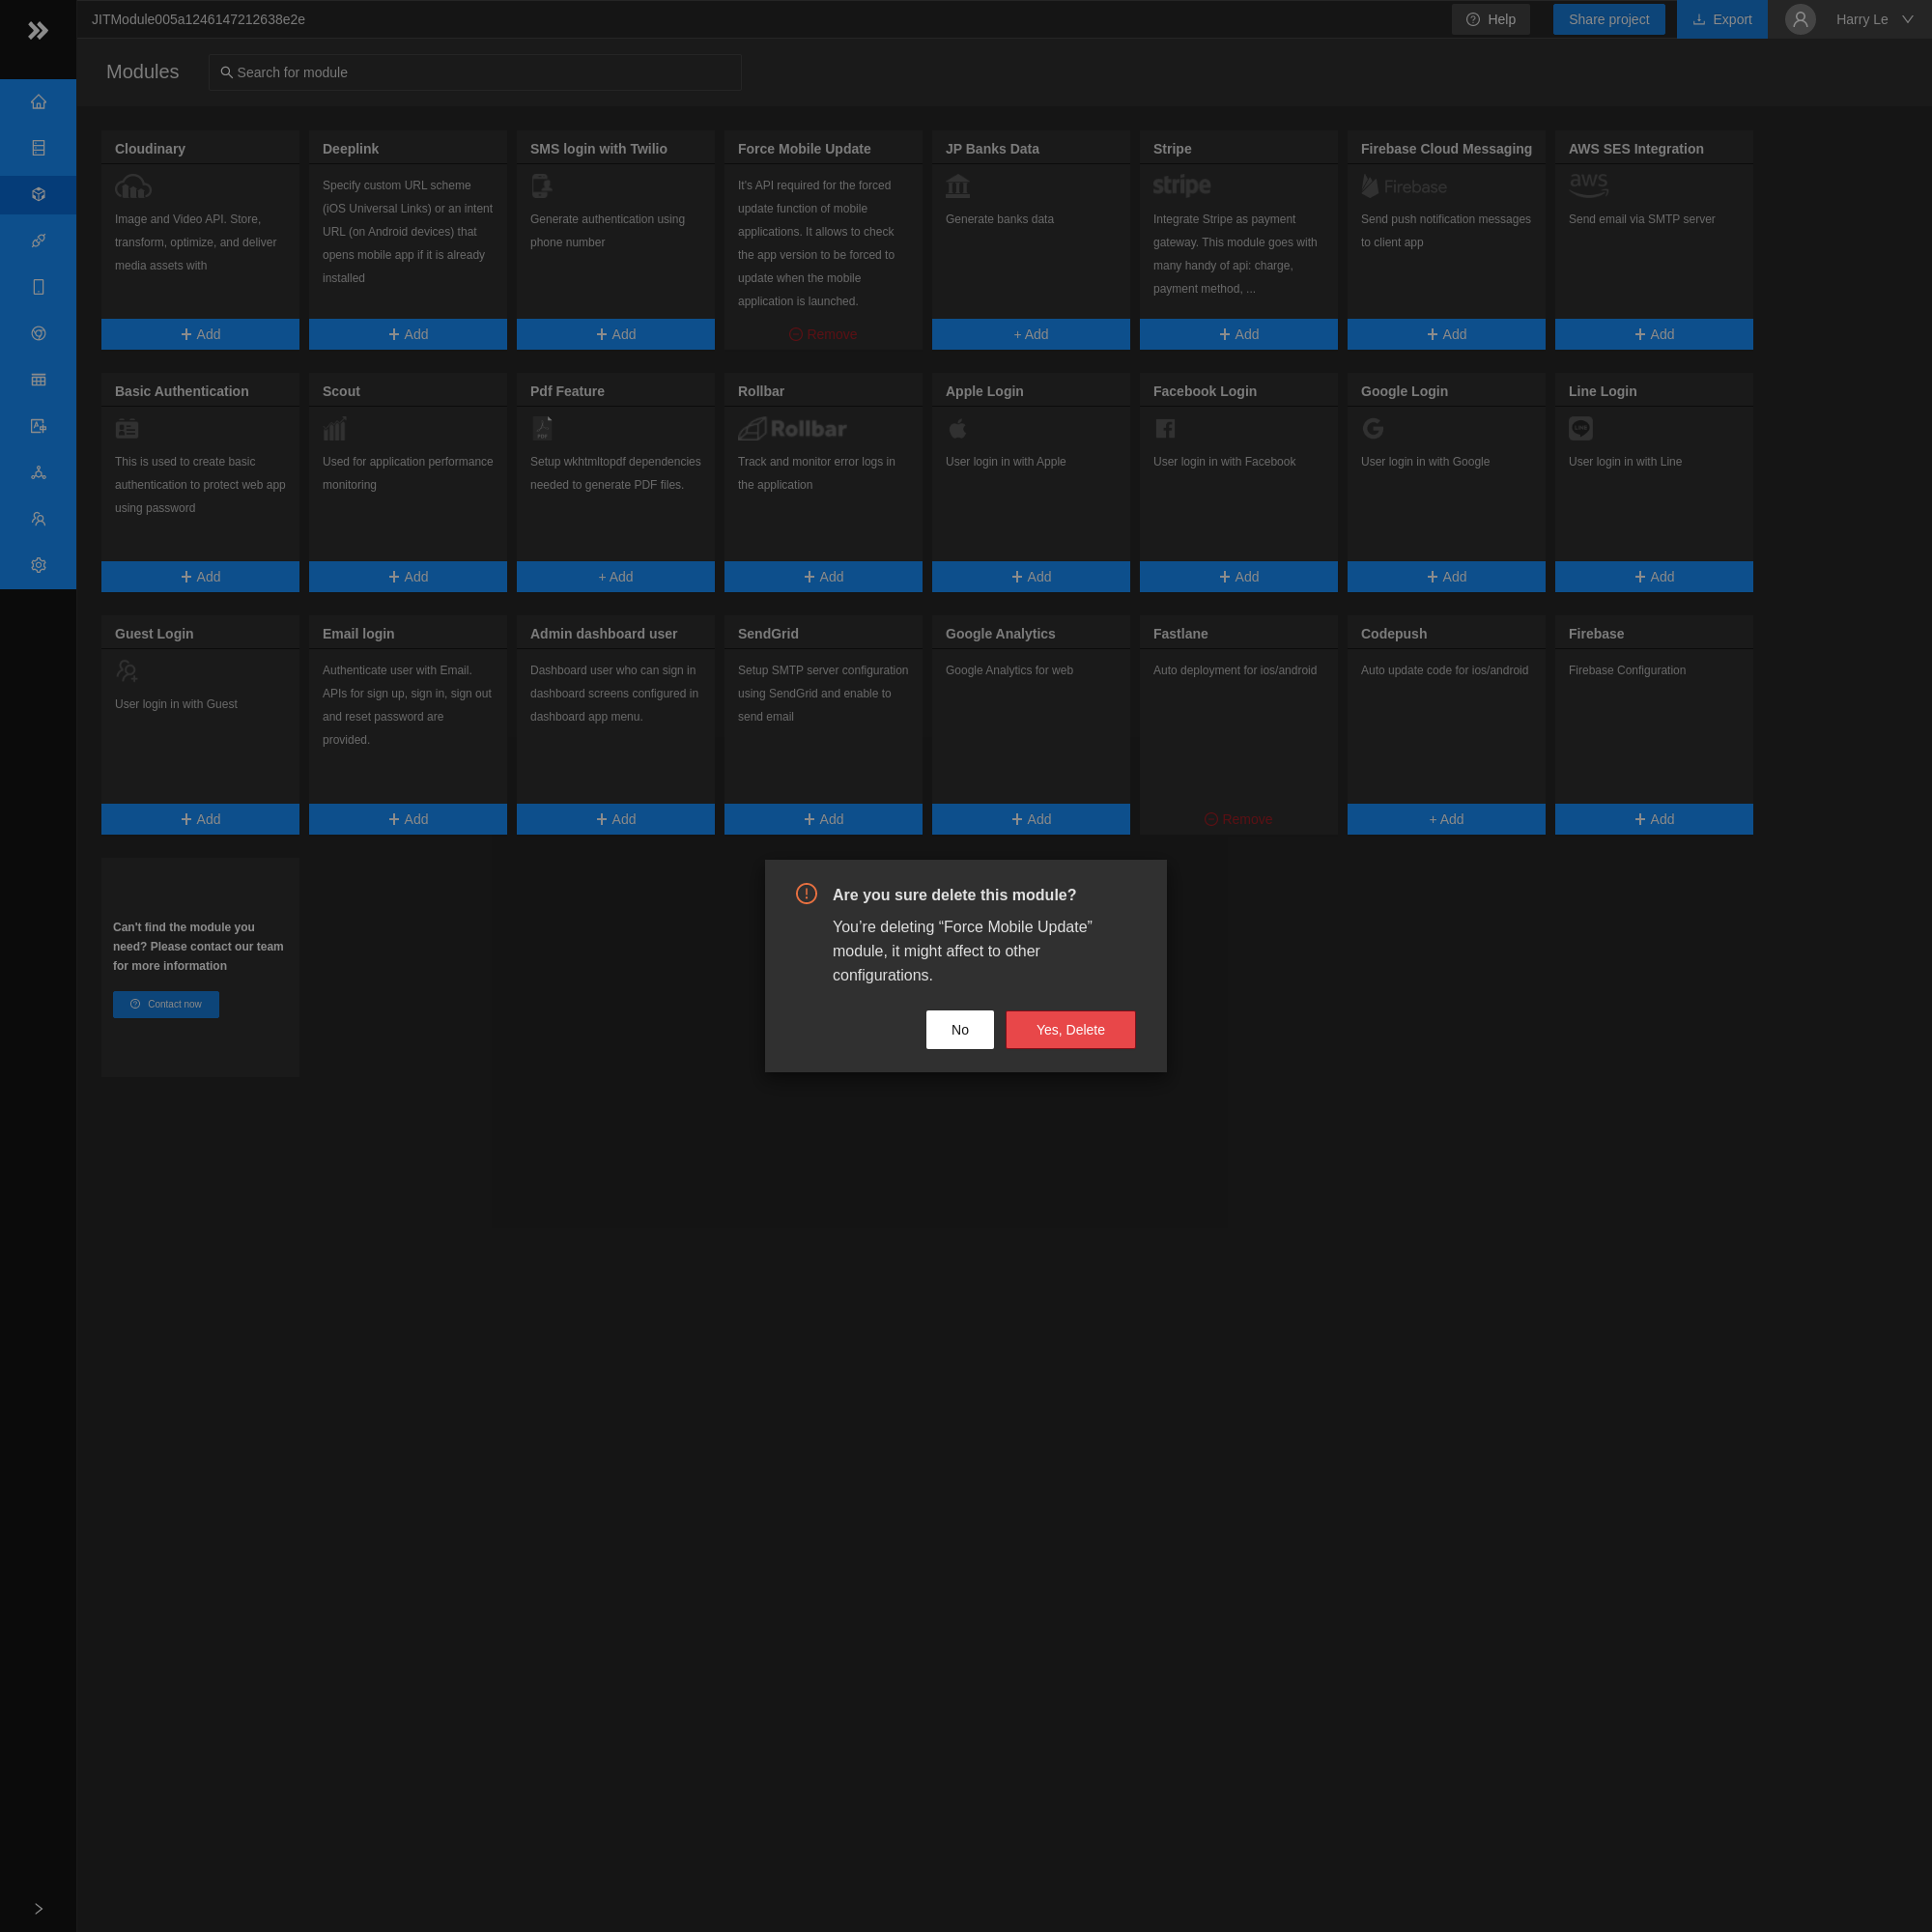 JITModule005a1246147212638e2e
Help
Share project
Export
Harry Le
Modules
Search for module
Cloudinary
Image and Video API. Store,
transform, optimize, and deliver
media assets with
Add
Deeplink
Specify custom URL scheme
(iOS Universal Links) or an intent
URL (on Android devices) that
opens mobile app if it is already
installed
Add
SMS login with Twilio
Generate authentication using
phone number
Add
Force Mobile Update
It's API required for the forced
update function of mobile
applications. It allows to check
the app version to be forced to
update when the mobile
application is launched.
Remove
JP Banks Data
Generate banks data
+ Add
Stripe
stripe
Integrate Stripe as payment
gateway. This module goes with
many handy of api: charge,
payment method, ...
Add
Firebase Cloud Messaging
Firebase
Send push notification messages
to client app
Add
AWS SES Integration
aws
Send email via SMTP server
Add
Basic Authentication
This is used to create basic
authentication to protect web app
using password
Add
Scout
Used for application performance
monitoring
Add
Pdf Feature
PDF
Setup wkhtmltopdf dependencies
needed to generate PDF files.
+ Add
Rollbar
Rollbar
Track and monitor error logs in
the application
Add
Apple Login
User login in with Apple
Add
Facebook Login
User login in with Facebook
Add
Google Login
User login in with Google
Add
Line Login
LINE
User login in with Line
Add
Guest Login
User login in with Guest
Add
Email login
Authenticate user with Email.
APIs for sign up, sign in, sign out
and reset password are
provided.
Add
Admin dashboard user
Dashboard user who can sign in
dashboard screens configured in
dashboard app menu.
Add
SendGrid
Setup SMTP server configuration
using SendGrid and enable to
send email
Add
Google Analytics
Google Analytics for web
Add
Fastlane
Auto deployment for ios/android
Remove
Codepush
Auto update code for ios/android
+ Add
Firebase
Firebase Configuration
Add
Can't find the module you
need? Please contact our team
for more information
Contact now
Are you sure delete this module?
You’re deleting “Force Mobile Update”
module, it might affect to other
configurations.
No
Yes, Delete